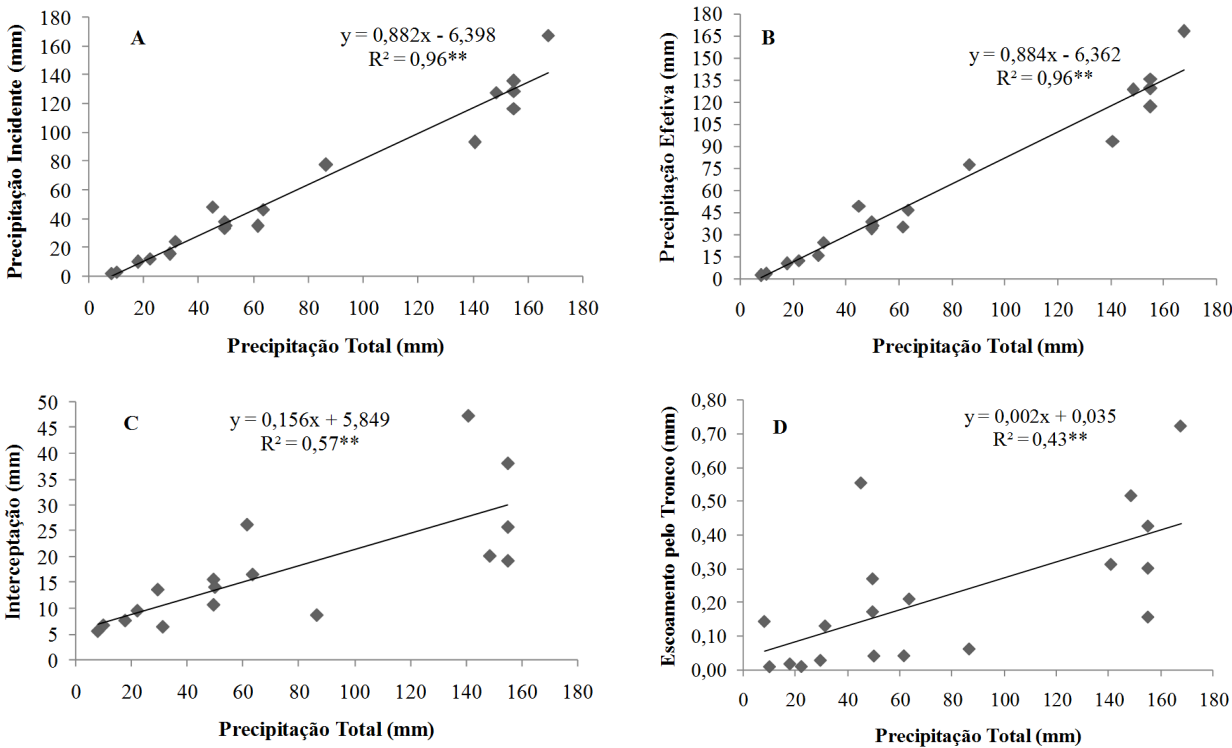 A
y = 0,882x - 6,398
R² = 0,96**
Precipitação Incidente (mm)
180
160
140
120
100
80
60
40
20
0
0 20 40 60 80 100 120 140 160 180
Precipitação Total (mm)
B
y = 0,884x - 6,362
R² = 0,96**
Precipitação Efetiva (mm)
180
165
150
135
120
105
90
75
60
45
30
15
0
0 20 40 60 80 100 120 140 160 180
Precipitação Total (mm)
C
y = 0,156x + 5,849
R² = 0,57**
Interceptação (mm)
50
45
40
35
30
25
20
15
10
5
0
0 20 40 60 80 100 120 140 160 180
Precipitação Total (mm)
D
y = 0,002x + 0,035
R² = 0,43**
Escoamento pelo Tronco (mm)
0,80
0,70
0,60
0,50
0,40
0,30
0,20
0,10
0,00
0 20 40 60 80 100 120 140 160 180
Precipitação Total (mm)